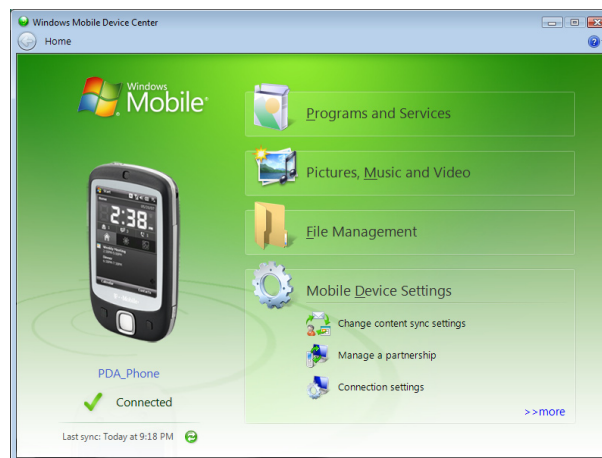 Windows Mobile Device Center
Home
Windows
Mobile®
Programs and Services
Pictures, Music and Video
File Management
Mobile Device Settings
Change content sync settings
Manage a partnership
Connection settings
>>more
2:38
PDA_Phone
Connected
Last sync: Today at 9:18 PM